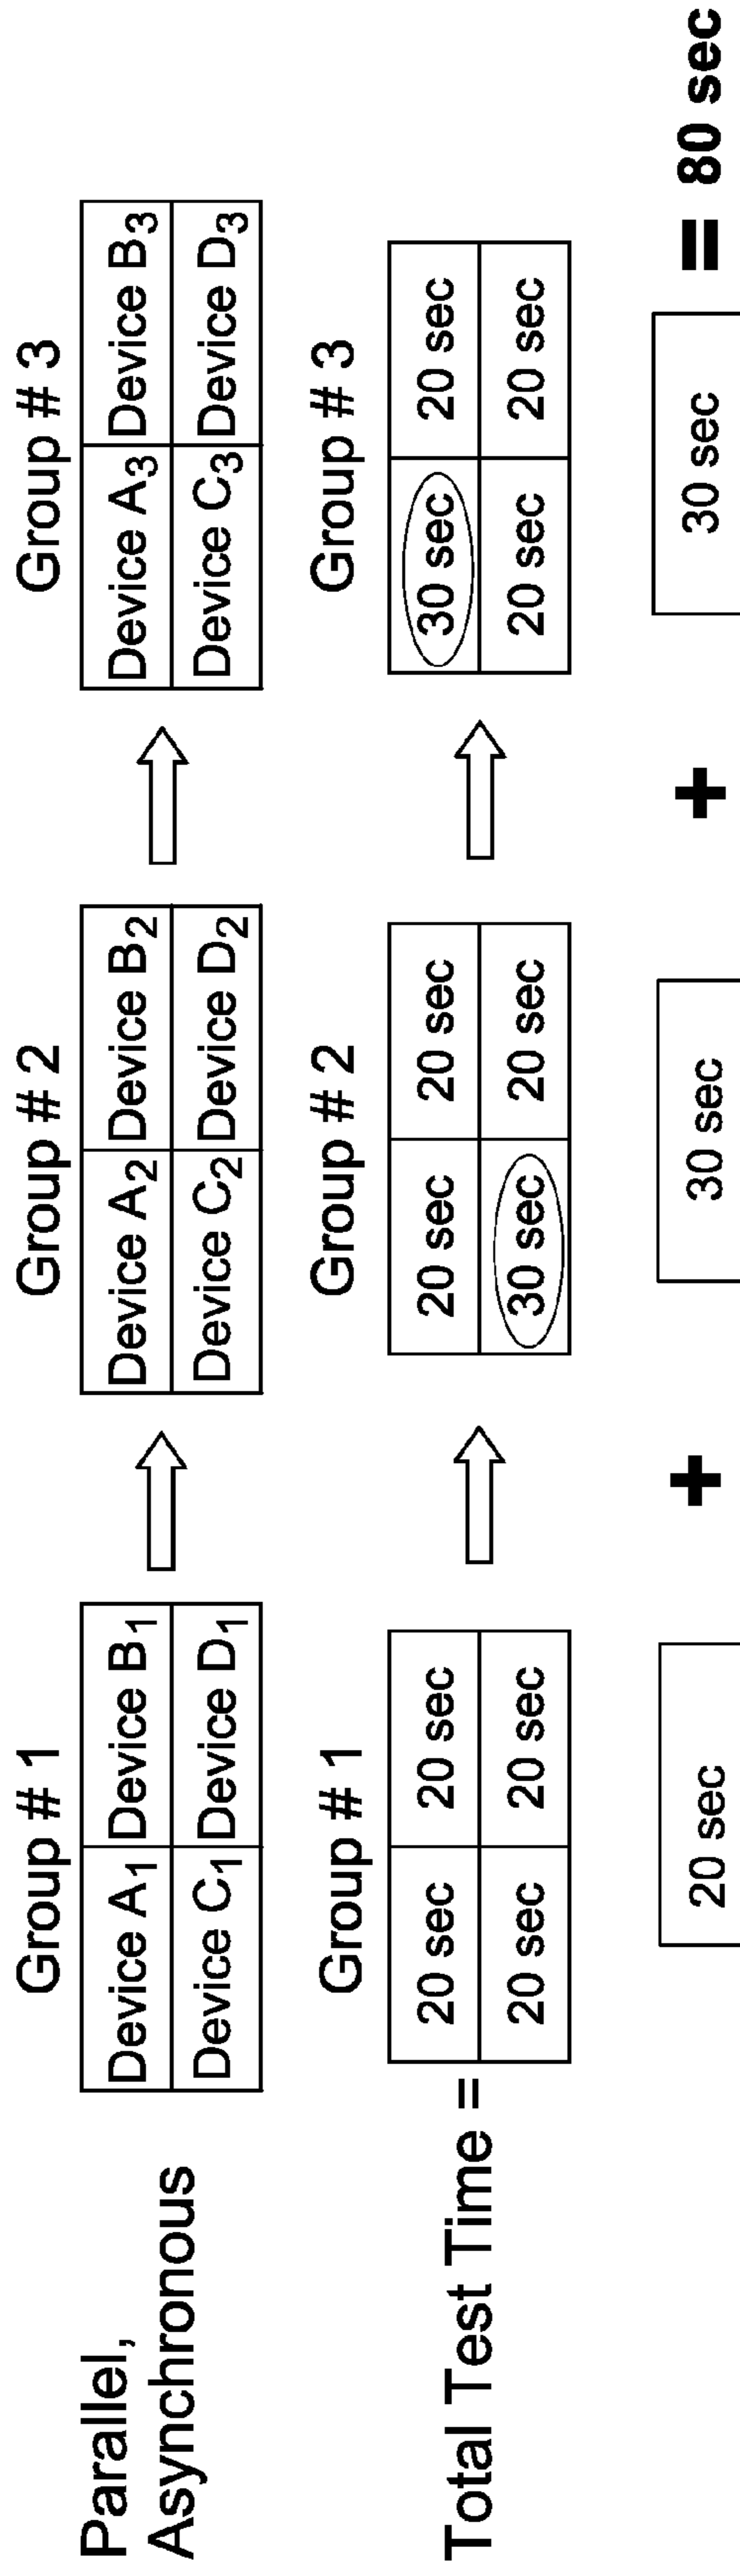 Parallel,
Asynchronous
Group # 1
Device A₁ Device B₁
Device C₁ Device D₁
Group # 2
Device A₂ Device B₂
Device C₂ Device D₂
Group # 3
Device A₃ Device B₃
Device C₃ Device D₃
Total Test Time =
Group # 1
20 sec 20 sec
20 sec 20 sec
Group # 2
20 sec 20 sec
30 sec 20 sec
Group # 3
30 sec 20 sec
20 sec 20 sec
20 sec + 30 sec + 30 sec = 80 sec